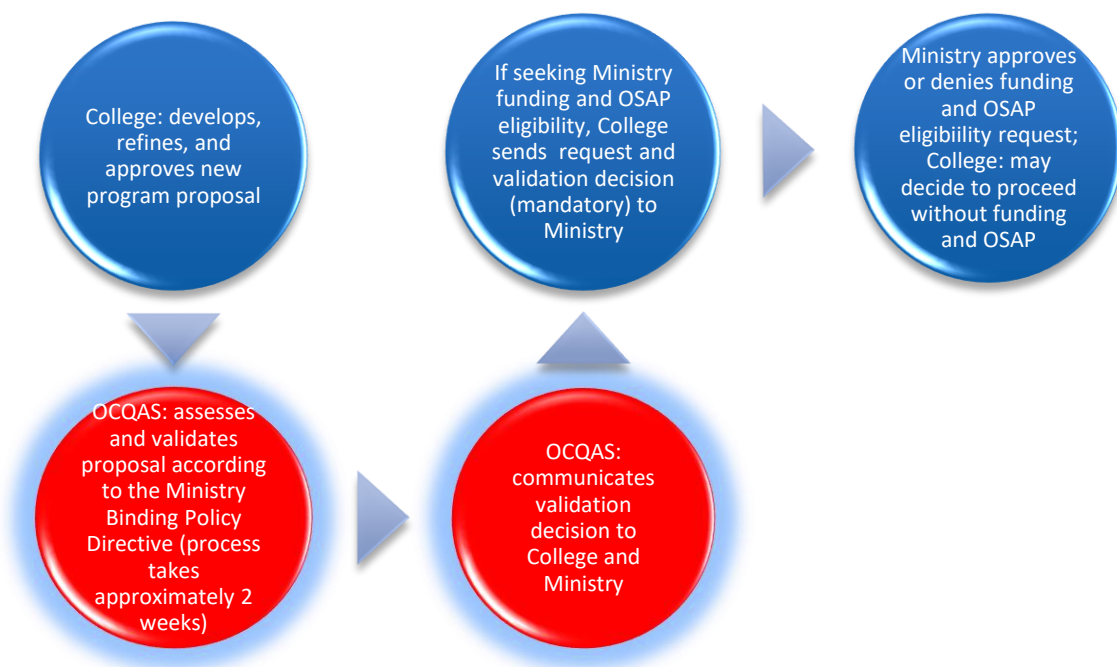 College: develops,
refines, and
approves new
program proposal
OCQAS: assesses
and validates
proposal according
to the Ministry
Binding Policy
Directive (process
takes
approximately 2
weeks)
OCQAS:
communicates
validation
decision to
College and
Ministry
If seeking Ministry
funding and OSAP
eligibility, College
sends request and
validation decision
(mandatory) to
Ministry
Ministry approves
or denies funding
and OSAP
eligibiility request;
College: may
decide to proceed
without funding
and OSAP